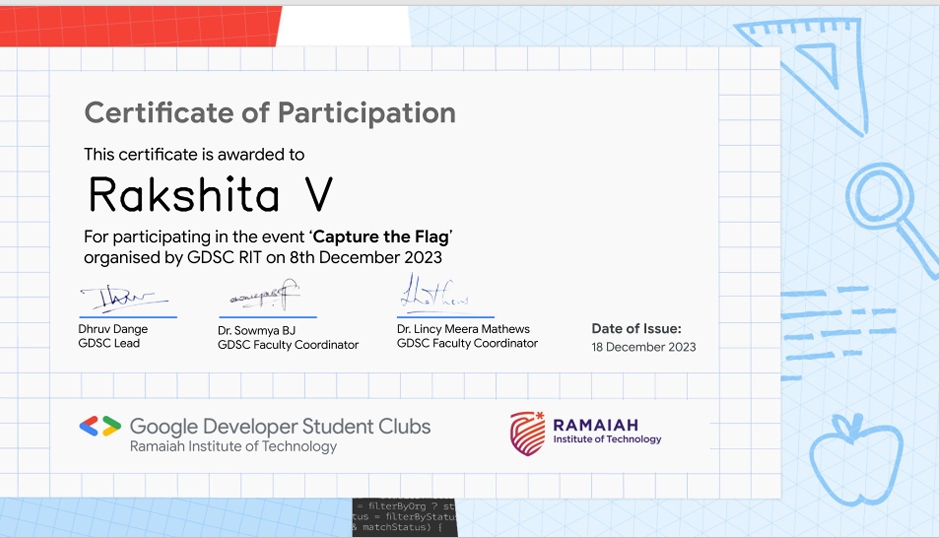 Certificate of Participation
This certificate is awarded to
Rakshita V
For participating in the event ‘Capture the Flag’
organised by GDSC RIT on 8th December 2023
Dhruv Dange
GDSC Lead
Dr. Sowmya BJ
GDSC Faculty Coordinator
Dr. Lincy Meera Mathews
GDSC Faculty Coordinator
Date of Issue:
18 December 2023
Google Developer Student Clubs
Ramaiah Institute of Technology
RAMAIAH
Institute of Technology
= filterByOrg ? st
tus = filterByStatu
& matchStatus) {